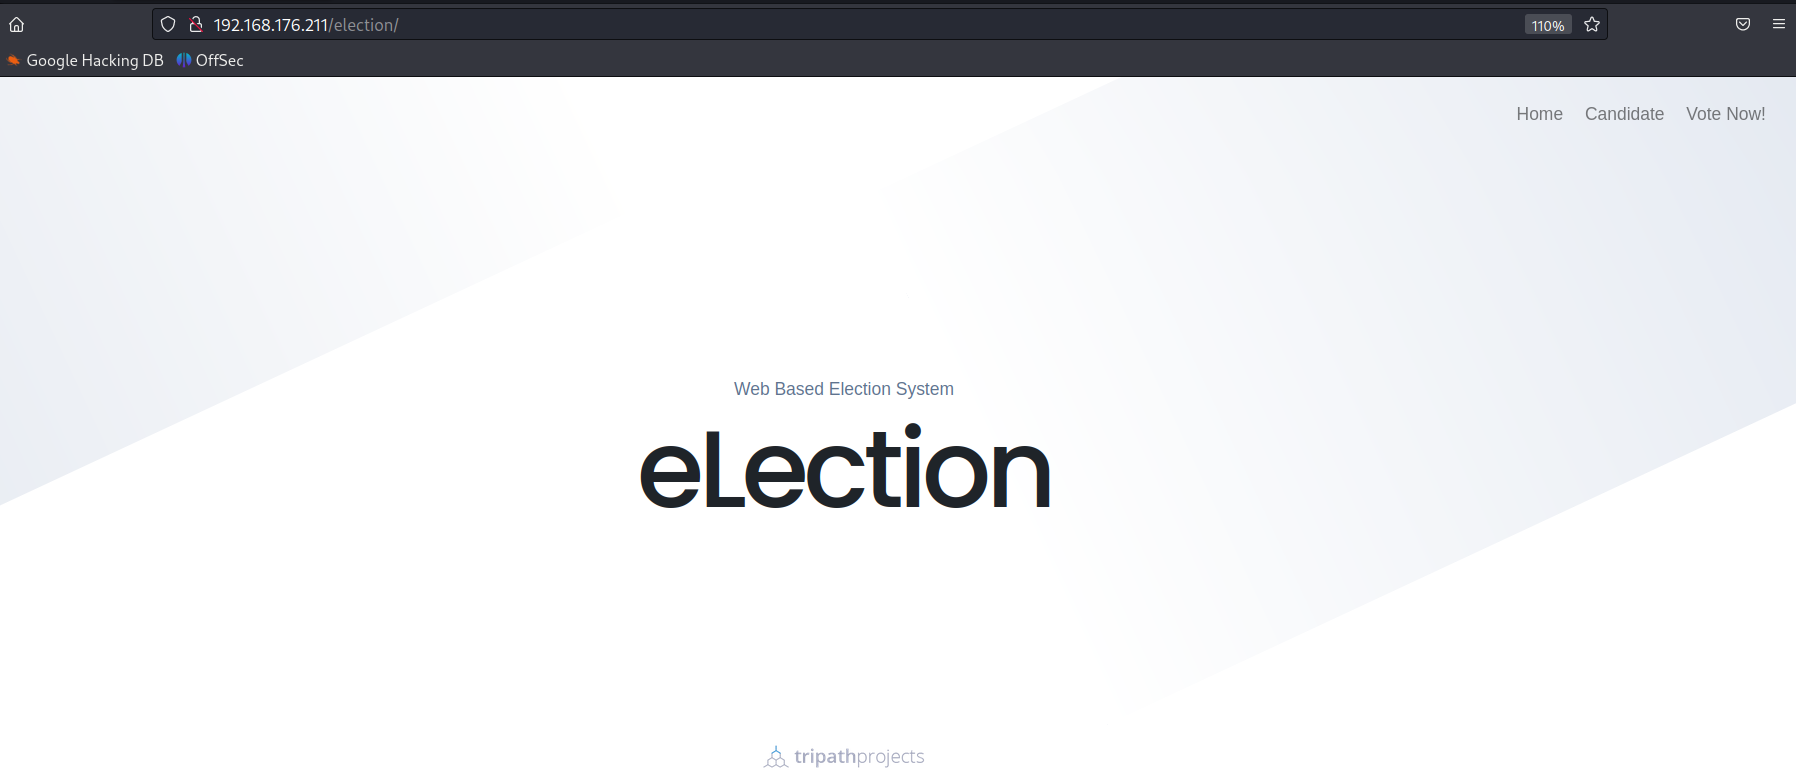 192.168.176.211/election/
110%
Google Hacking DB OffSec
Home Candidate Vote Now!
Web Based Election System
eLection
tripathprojects